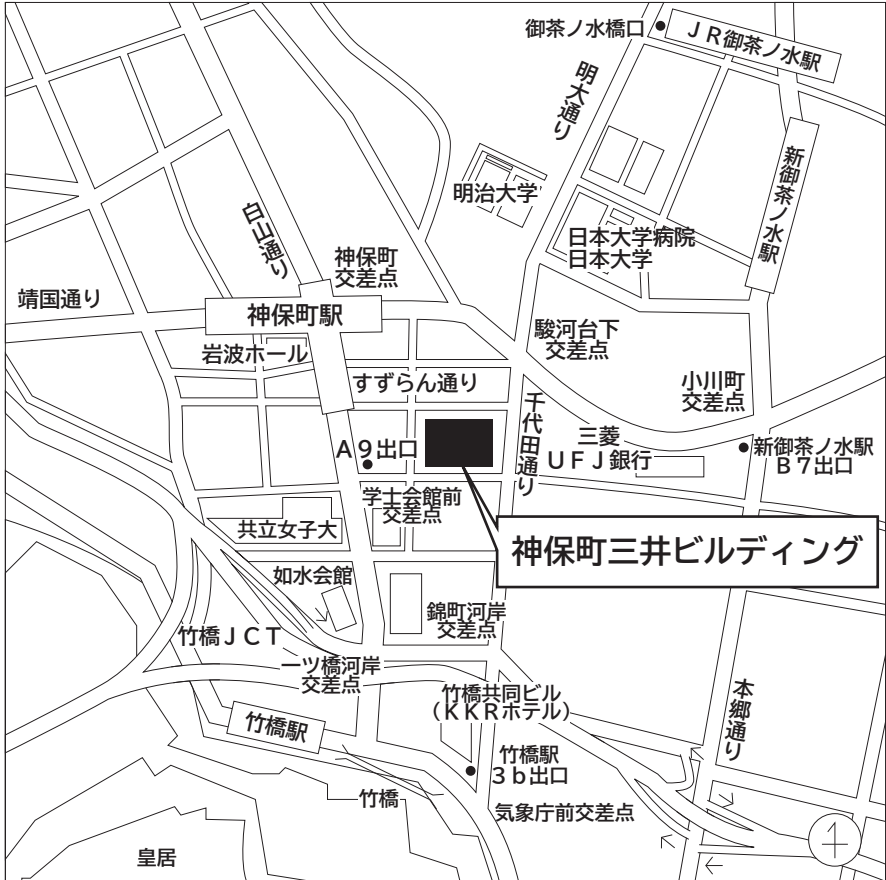 御茶ノ水橋口
ＪＲ御茶ノ水駅
明大通り
新御茶ノ水駅
明治大学
白山通り
日本大学病院
日本大学
神保町
交差点
靖国通り
神保町駅
駿河台下
交差点
岩波ホール
すずらん通り
小川町
交差点
千代田通り
三菱
ＵＦＪ銀行
Ａ９出口
新御茶ノ水駅
Ｂ７出口
学士会館前
交差点
共立女子大
神保町三井ビルディング
如水会館
錦町河岸
交差点
竹橋ＪＣＴ
一ツ橋河岸
交差点
竹橋共同ビル
（ＫＫＲホテル）
本郷通り
竹橋駅
竹橋駅
３ｂ出口
竹橋
気象庁前交差点
皇居